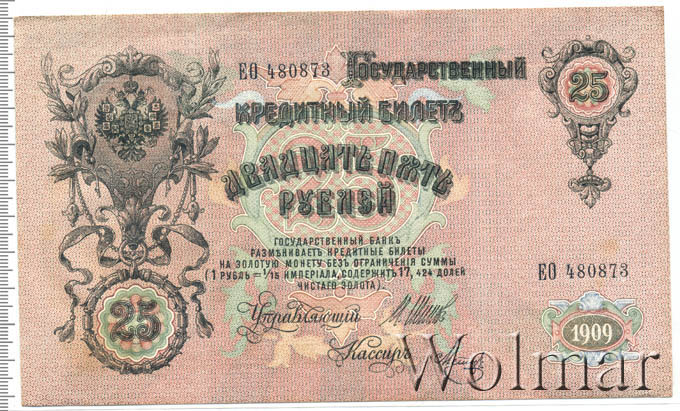 ЕО 480873 Государственный
25
Кредитный Билетъ
Двадцать пять
Рублей
Государственный Банкъ
размѣниваетъ кредитные билеты
на золотую монету безъ ограниченія суммы
(1 рубль = 1/15 имперіала, содержитъ 17,424 долей
чистаго золота).
ЕО 480873
25
Управляющій
Кассиръ
1909
Wolmar